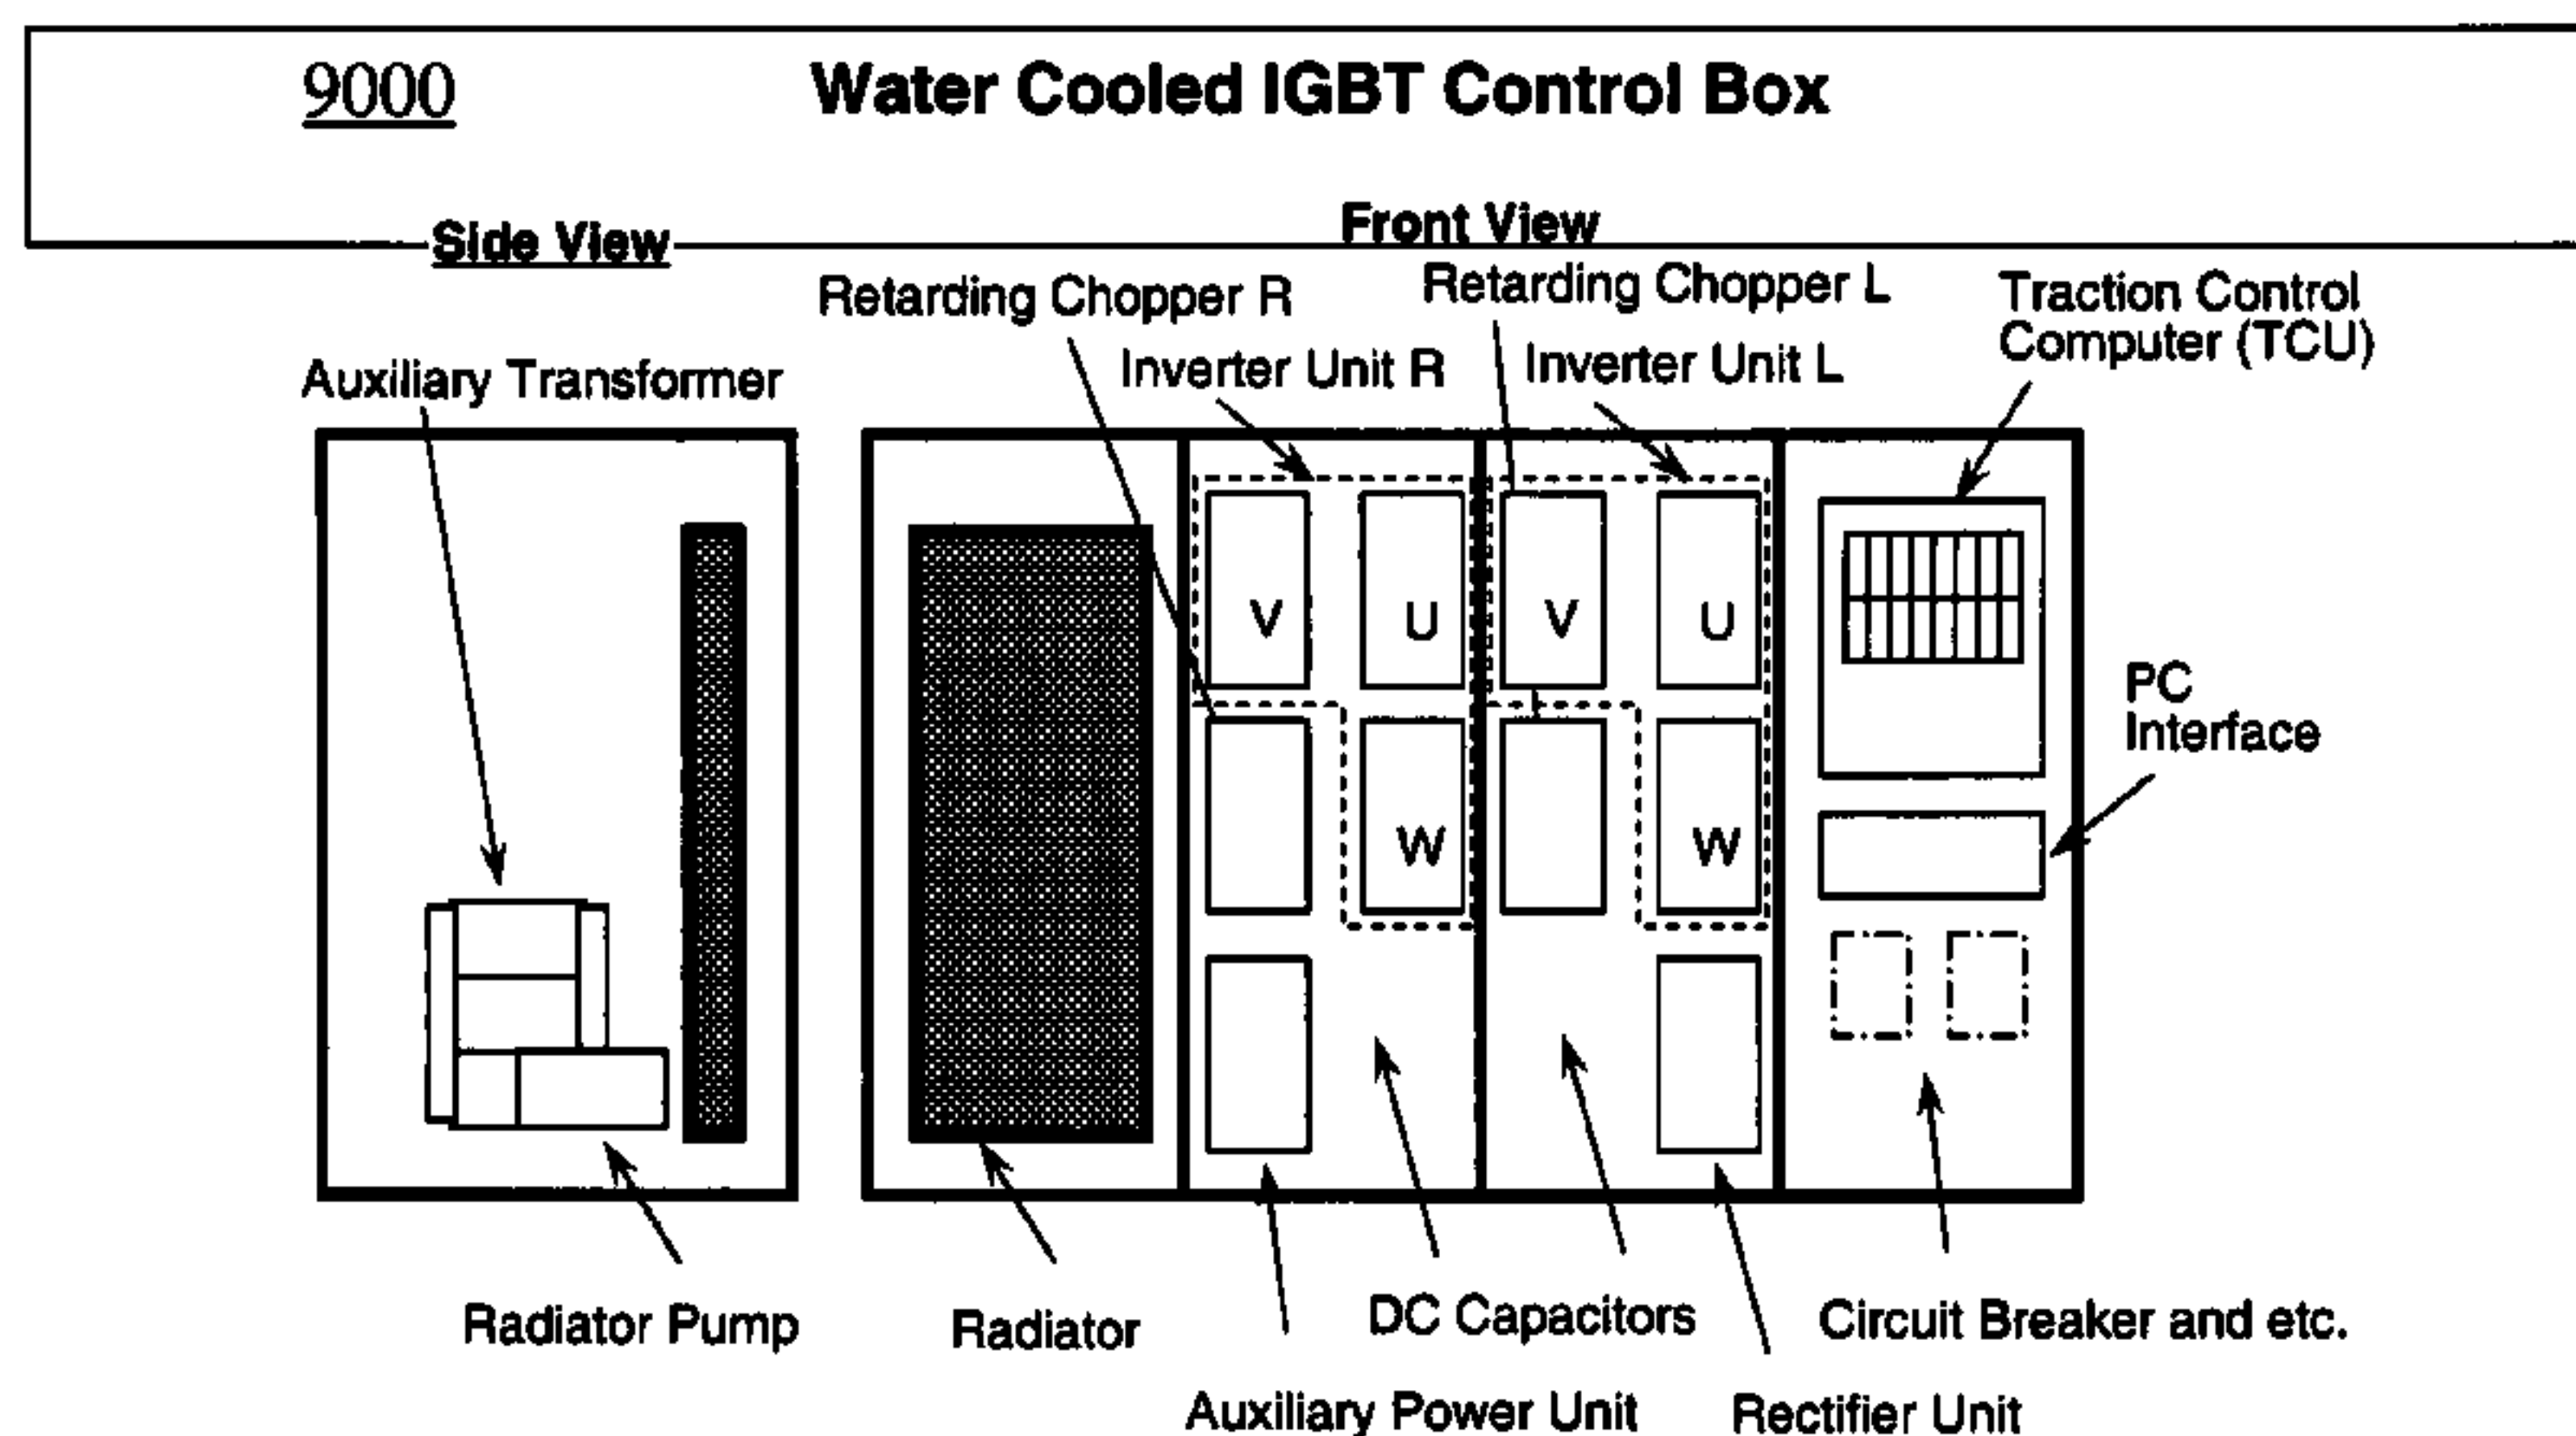 9000
Water Cooled IGBT Control Box
Side View
Front View
Retarding Chopper R
Retarding Chopper L
Traction Control
Computer (TCU)
Auxiliary Transformer
Inverter Unit R
Inverter Unit L
V
U
V
U
PC
Interface
W
W
Radiator Pump
Radiator
DC Capacitors
Circuit Breaker and etc.
Auxiliary Power Unit
Rectifier Unit